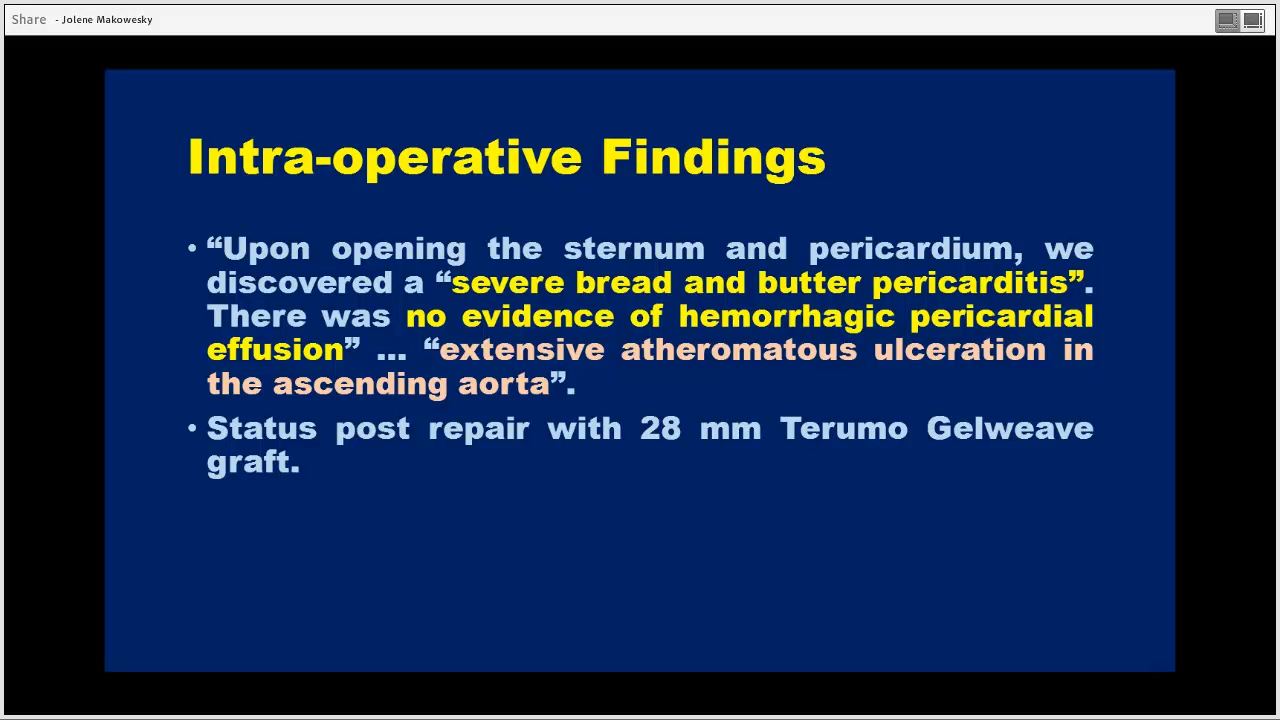 Share - Jolene Makowesky
Intra-operative Findings
• “Upon opening the sternum and pericardium, we
discovered a “severe bread and butter pericarditis”.
There was no evidence of hemorrhagic pericardial
effusion” ... “extensive atheromatous ulceration in
the ascending aorta”.
• Status post repair with 28 mm Terumo Gelweave
graft.